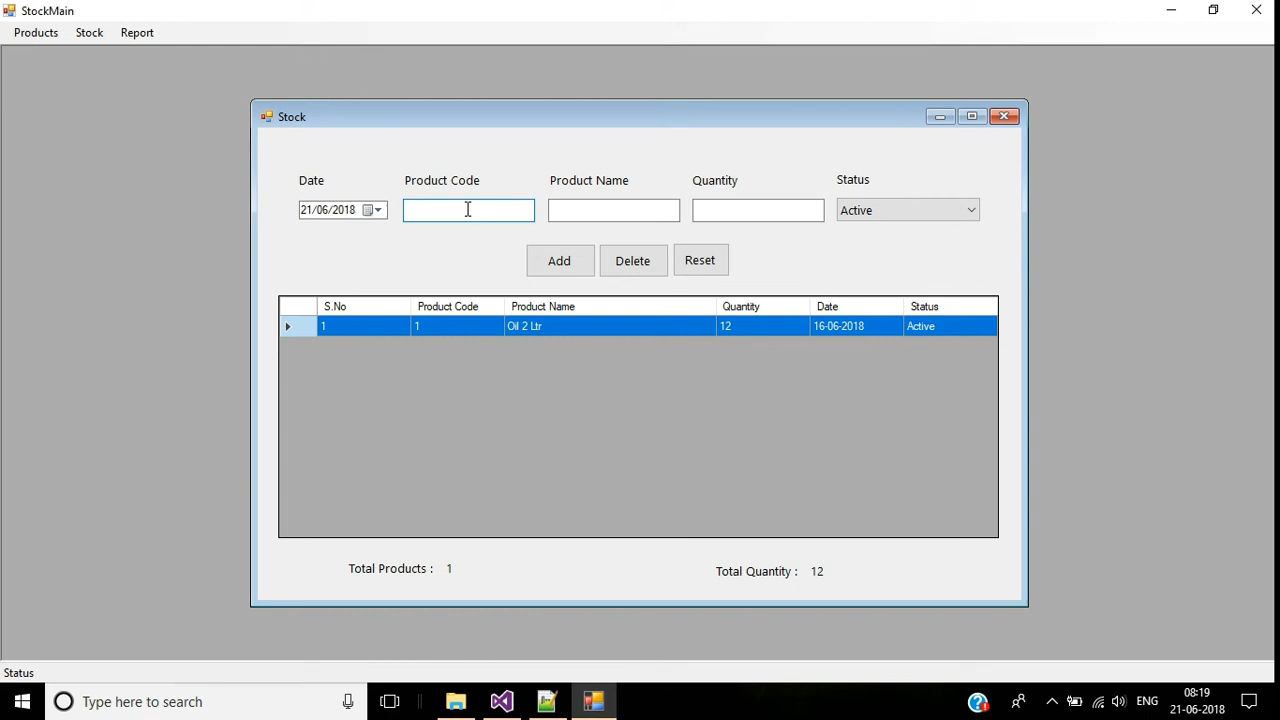 StockMain
Products Stock Report
Stock
Date Product Code Product Name Quantity Status
21/06/2018 Active
Add Delete Reset
S.No Product Code Product Name Quantity Date Status
1 1 Oil 2 Ltr 12 16-06-2018 Active
Total Products : 1 Total Quantity : 12
Status
Type here to search ENG 08:19
21-06-2018